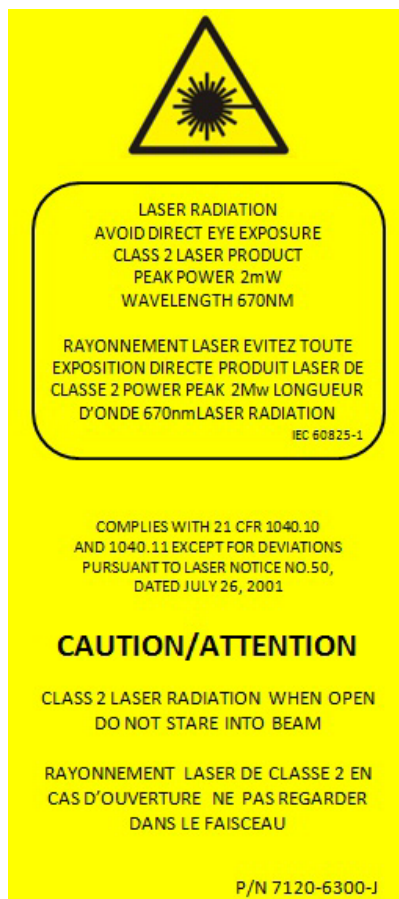 LASER RADIATION
AVOID DIRECT EYE EXPOSURE
CLASS 2 LASER PRODUCT
PEAK POWER 2mW
WAVELENGTH 670NM
RAYONNEMENT LASER EVITEZ TOUTE
EXPOSITION DIRECTE PRODUIT LASER DE
CLASSE 2 POWER PEAK 2Mw LONGUEUR
D'ONDE 670nmLASER RADIATION
IEC 60825-1
COMPLIES WITH 21 CFR 1040.10
AND 1040.11 EXCEPT FOR DEVIATIONS
PURSUANT TO LASER NOTICE NO.50,
DATED JULY 26, 2001
CAUTION/ATTENTION
CLASS 2 LASER RADIATION WHEN OPEN
DO NOT STARE INTO BEAM
RAYONNEMENT LASER DE CLASSE 2 EN
CAS D'OUVERTURE NE PAS REGARDER
DANS LE FAISCEAU
P/N 7120-6300-J